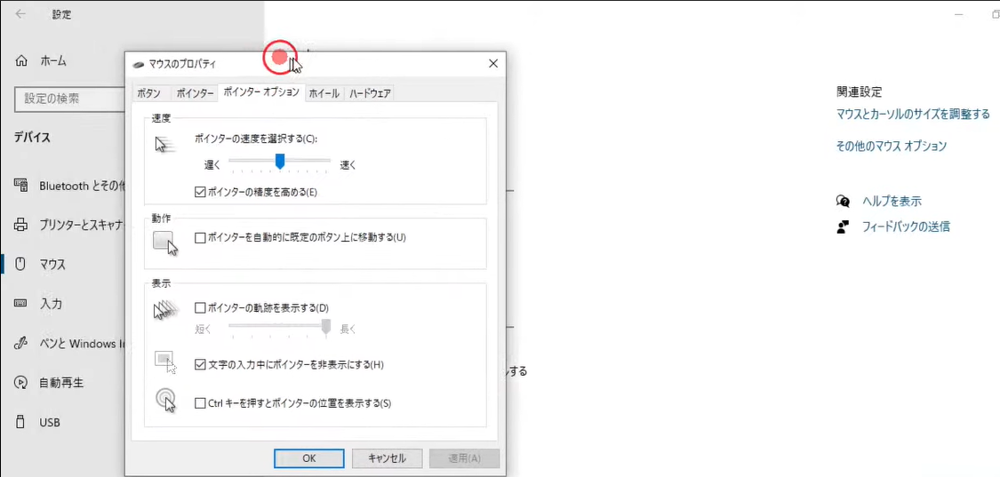 設定
ホーム
設定の検索
デバイス
Bluetooth とその他
プリンターとスキャナ
マウス
入力
ペンと Windows In
自動再生
USB
マウスのプロパティ
ボタン
ポインター
ポインター オプション
ホイール
ハードウェア
速度
ポインターの速度を選択する(C):
遅く
速く
ポインターの精度を高める(E)
動作
ポインターを自動的に既定のボタン上に移動する(U)
表示
ポインターの軌跡を表示する(D)
短く
長く
文字の入力中にポインターを非表示にする(H)
Ctrl キーを押すとポインターの位置を表示する(S)
OK
キャンセル
適用(A)
する
関連設定
マウスとカーソルのサイズを調整する
その他のマウス オプション
ヘルプを表示
フィードバックの送信